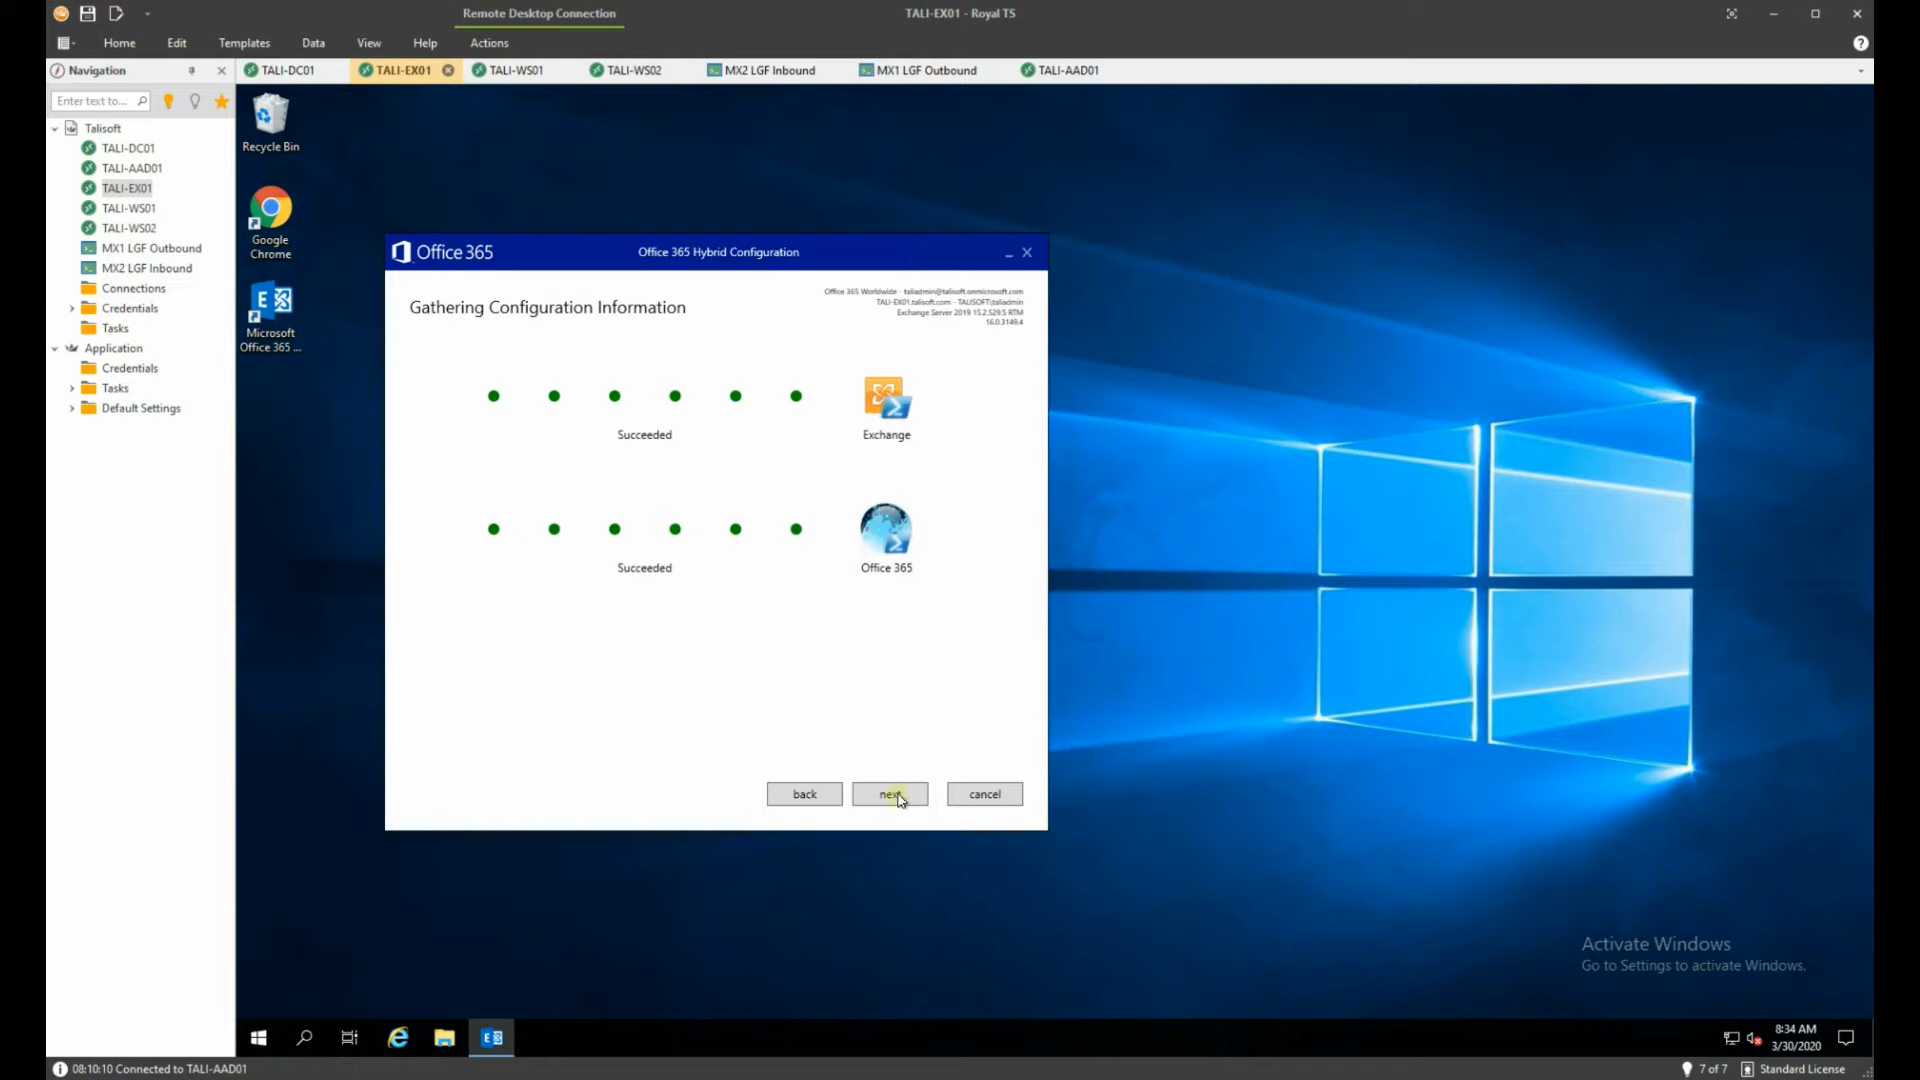 Remote Desktop Connection
TALI-EX01 - Royal TS
Home
Edit
Templates
Data
View
Help
Actions
Navigation
TALI-DC01
TALI-EX01
TALI-WS01
TALI-WS02
MX2 LGF Inbound
MX1 LGF Outbound
TALI-AAD01
Enter text to...
Talisoft
TALI-DC01
TALI-AAD01
TALI-EX01
TALI-WS01
TALI-WS02
MX1 LGF Outbound
MX2 LGF Inbound
Connections
Credentials
Tasks
Application
Credentials
Tasks
Default Settings
Recycle Bin
Google
Chrome
Microsoft
Office 365 ...
Office 365
Office 365 Hybrid Configuration
Gathering Configuration Information
Office 365 Worldwide - taliadmin@talisoft.onmicrosoft.com
TALI-EX01.talisoft.com - TALISOFT\taliadmin
Exchange Server 2019 15.2.529.5 RTM
16.0.3149.4
Succeeded
Exchange
Succeeded
Office 365
back
next
cancel
Activate Windows
Go to Settings to activate Windows.
8:34 AM
3/30/2020
08:10:10 Connected to TALI-AAD01
7 of 7
Standard License